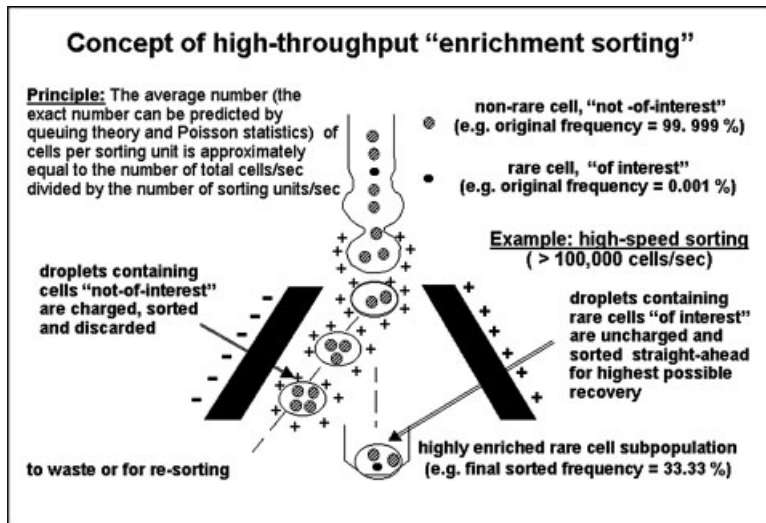 Concept of high-throughput “enrichment sorting”
Principle: The average number (the
exact number can be predicted by
queuing theory and Poisson statistics) of
cells per sorting unit is approximately
equal to the number of total cells/sec
divided by the number of sorting units/sec
non-rare cell, “not -of-interest”
(e.g. original frequency = 99. 999 %)
rare cell, “of interest”
(e.g. original frequency = 0.001 %)
Example: high-speed sorting
( > 100,000 cells/sec)
droplets containing
cells “not-of-interest”
are charged, sorted
and discarded
droplets containing
rare cells “of interest”
are uncharged and
sorted straight-ahead
for highest possible
recovery
to waste or for re-sorting
highly enriched rare cell subpopulation
(e.g. final sorted frequency = 33.33 %)